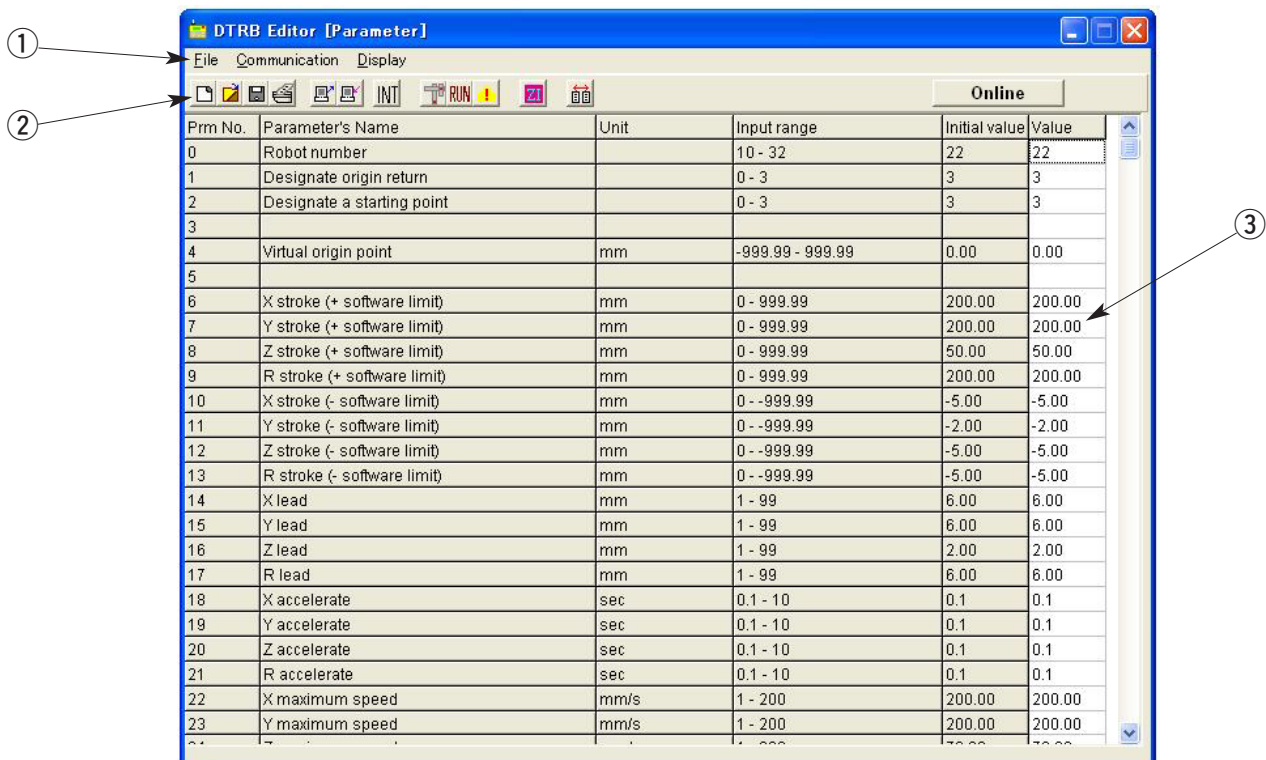 ① 
DTRB Editor [Parameter]
File Communication Display
②
INT RUN ! ZI Online
Prm No. Parameter's Name Unit Input range Initial value Value
0 Robot number 10 - 32 22 22
1 Designate origin return 0 - 3 3 3
2 Designate a starting point 0 - 3 3 3
3
③
4 Virtual origin point mm -999.99 - 999.99 0.00 0.00
5
6 X stroke (+ software limit) mm 0 - 999.99 200.00 200.00
7 Y stroke (+ software limit) mm 0 - 999.99 200.00 200.00
8 Z stroke (+ software limit) mm 0 - 999.99 50.00 50.00
9 R stroke (+ software limit) mm 0 - 999.99 200.00 200.00
10 X stroke (- software limit) mm 0 - -999.99 -5.00 -5.00
11 Y stroke (- software limit) mm 0 - -999.99 -2.00 -2.00
12 Z stroke (- software limit) mm 0 - -999.99 -5.00 -5.00
13 R stroke (- software limit) mm 0 - -999.99 -5.00 -5.00
14 X lead mm 1 - 99 6.00 6.00
15 Y lead mm 1 - 99 6.00 6.00
16 Z lead mm 1 - 99 2.00 2.00
17 R lead mm 1 - 99 6.00 6.00
18 X accelerate sec 0.1 - 10 0.1 0.1
19 Y accelerate sec 0.1 - 10 0.1 0.1
20 Z accelerate sec 0.1 - 10 0.1 0.1
21 R accelerate sec 0.1 - 10 0.1 0.1
22 X maximum speed mm/s 1 - 200 200.00 200.00
23 Y maximum speed mm/s 1 - 200 200.00 200.00